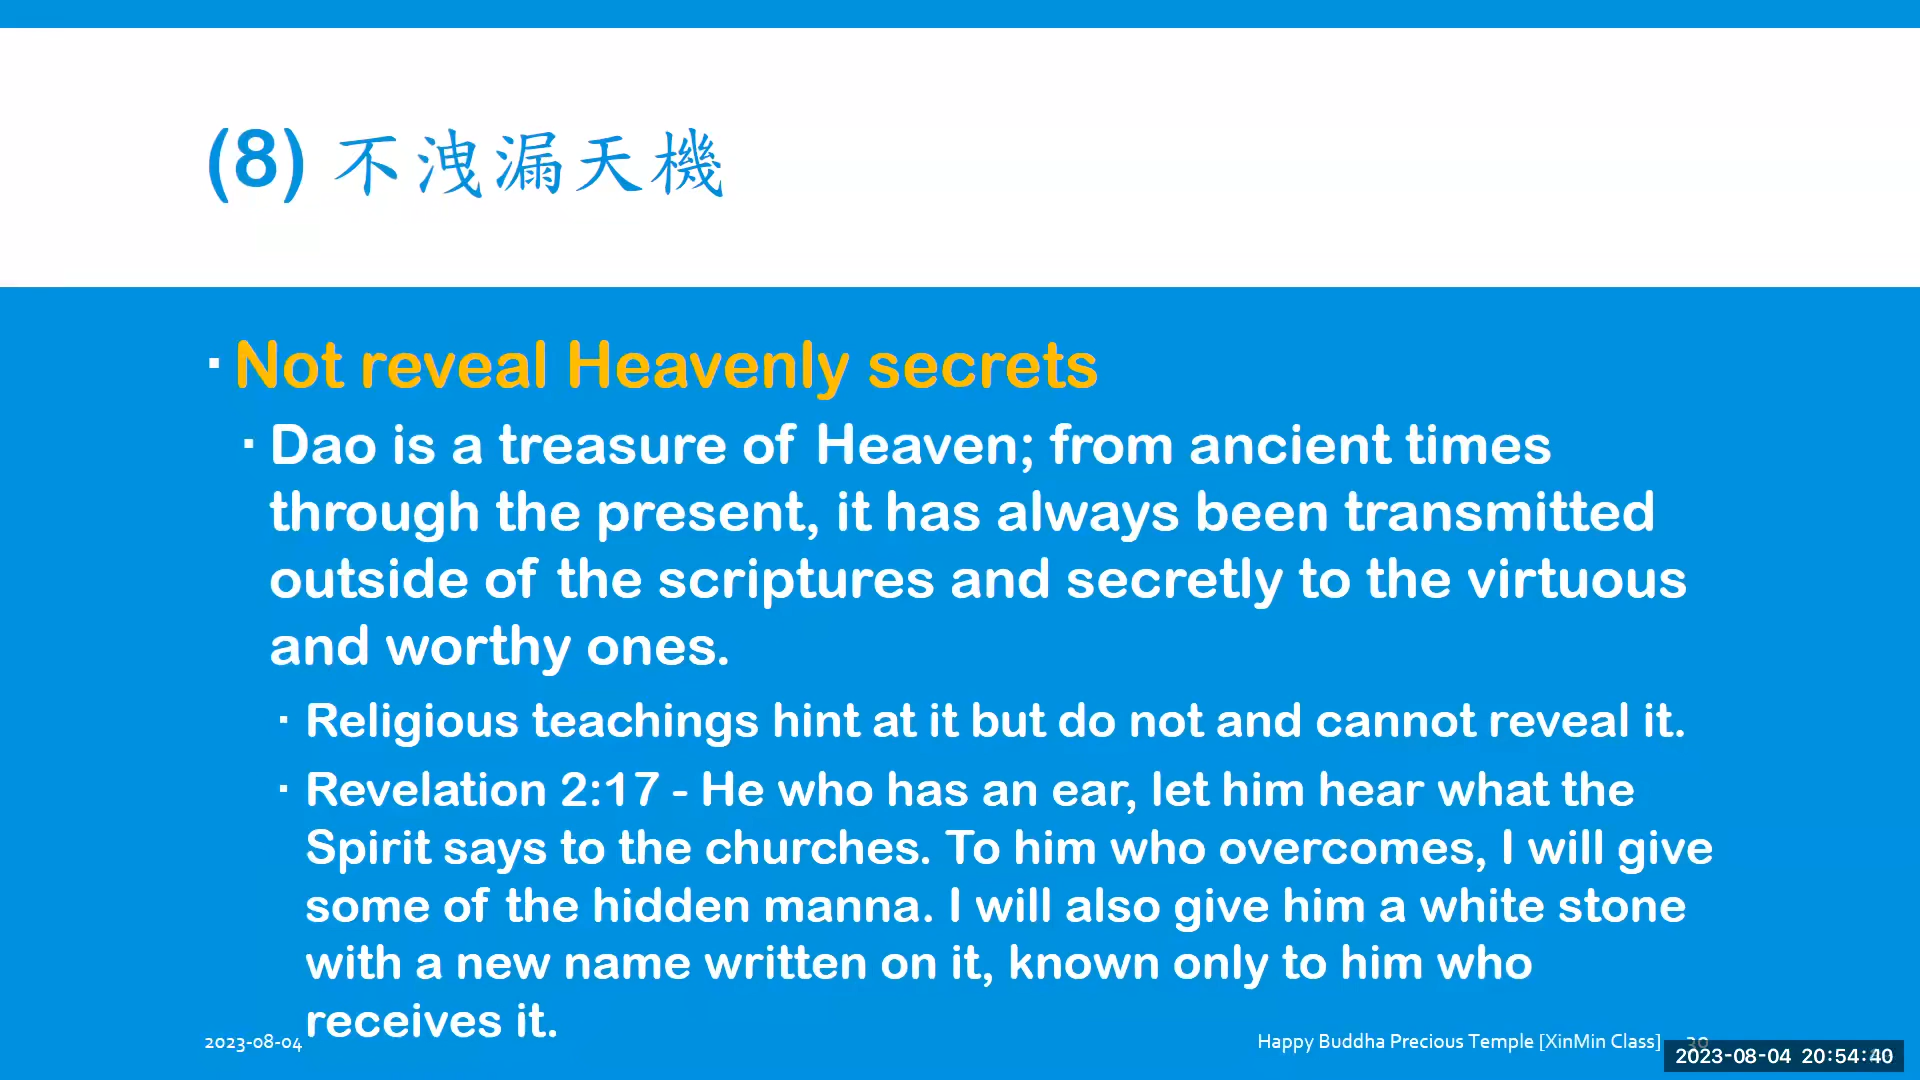 (8) 不洩漏天機
Not reveal Heavenly secrets
Dao is a treasure of Heaven; from ancient times
through the present, it has always been transmitted
outside of the scriptures and secretly to the virtuous
and worthy ones.
Religious teachings hint at it but do not and cannot reveal it.
Revelation 2:17 - He who has an ear, let him hear what the
Spirit says to the churches. To him who overcomes, I will give
some of the hidden manna. I will also give him a white stone
with a new name written on it, known only to him who
receives it.
2023-08-04
Happy Buddha Precious Temple [XinMin Class]
2023-08-04 20:54:40